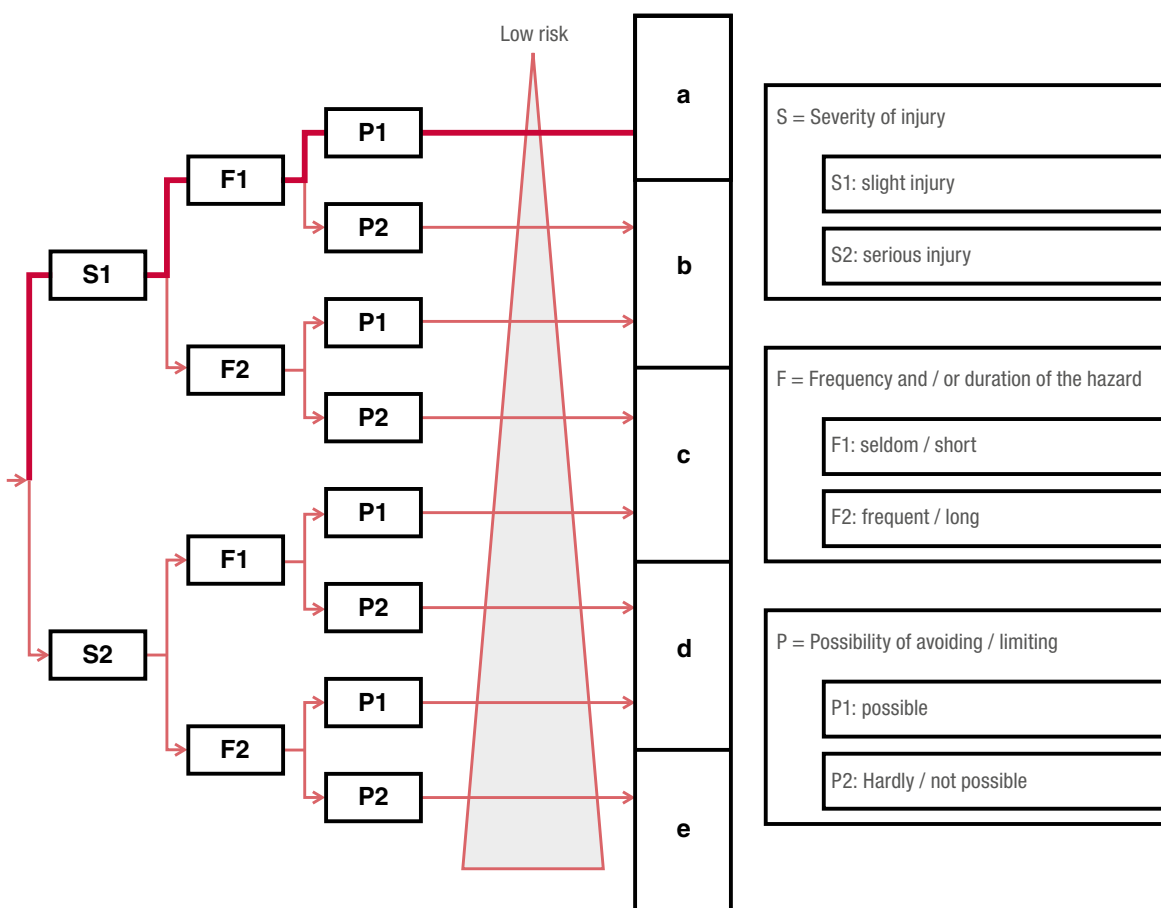 Low risk
a
P1
F1
P2
S1
b
P1
F2
P2
c
P1
F1
P2
S2
d
P1
F2
P2
e
S = Severity of injury
S1: slight injury
S2: serious injury
F = Frequency and / or duration of the hazard
F1: seldom / short
F2: frequent / long
P = Possibility of avoiding / limiting
P1: possible
P2: Hardly / not possible